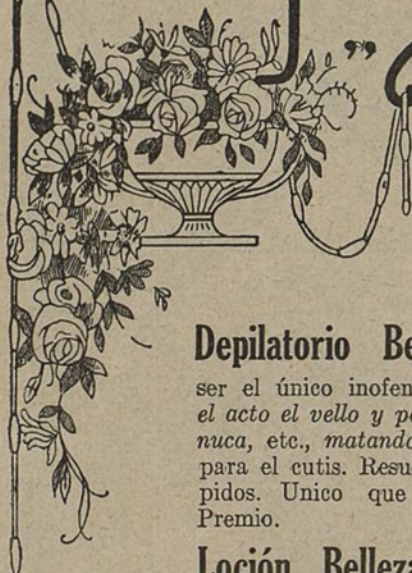 ”
Depilatorio Be
ser el único inofen
el acto el vello y p
nuca, etc., matando
para el cutis. Resu
pidos. Unico que
Premio.
Loción Belleza